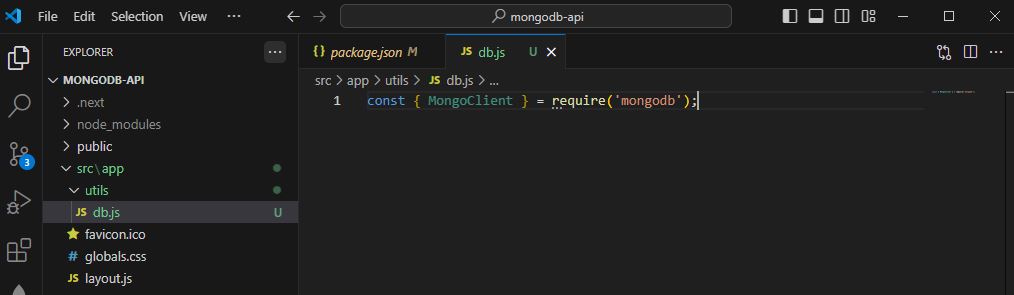 File Edit Selection View ··· mongodb-api
EXPLORER ···
MONGODB-API
.next
node_modules
public
src\app
utils
JS db.js U
favicon.ico
# globals.css
JS layout.js
3
{} package.json M JS db.js U
src > app > utils > JS db.js > ...
1 const { MongoClient } = require('mongodb');